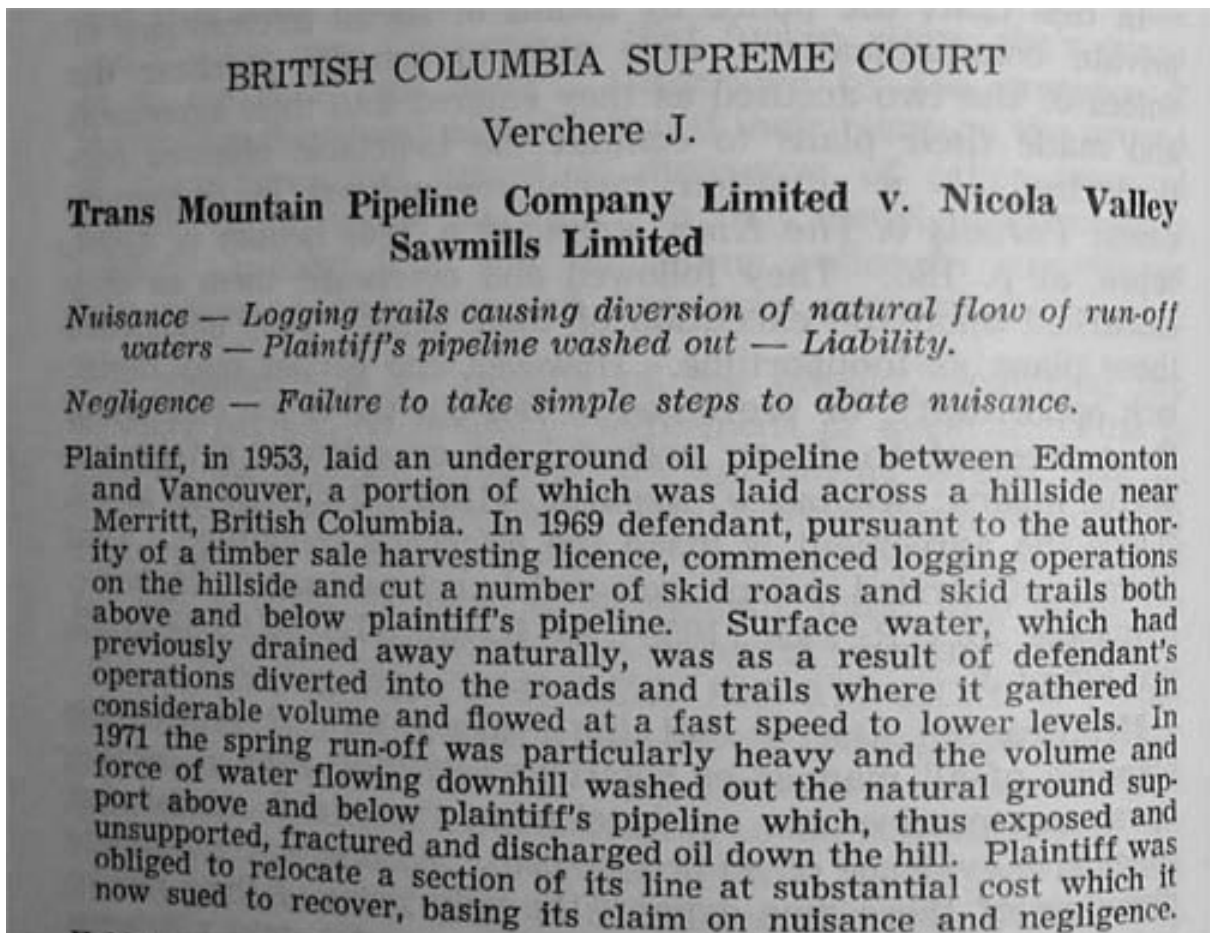 BRITISH COLUMBIA SUPREME COURT
Verchere J.
Trans Mountain Pipeline Company Limited v. Nicola Valley
Sawmills Limited
Nuisance — Logging trails causing diversion of natural flow of run-off
waters — Plaintiff's pipeline washed out — Liability.
Negligence — Failure to take simple steps to abate nuisance.
Plaintiff, in 1953, laid an underground oil pipeline between Edmonton
and Vancouver, a portion of which was laid across a hillside near
Merritt, British Columbia. In 1969 defendant, pursuant to the author-
ity of a timber sale harvesting licence, commenced logging operations
on the hillside and cut a number of skid roads and skid trails both
above and below plaintiff's pipeline. Surface water, which had
previously drained away naturally, was as a result of defendant's
operations diverted into the roads and trails where it gathered in
considerable volume and flowed at a fast speed to lower levels. In
1971 the spring run-off was particularly heavy and the volume and
force of water flowing downhill washed out the natural ground sup-
port above and below plaintiff's pipeline which, thus exposed and
unsupported, fractured and discharged oil down the hill. Plaintiff was
obliged to relocate a section of its line at substantial cost which it
now sued to recover, basing its claim on nuisance and negligence.